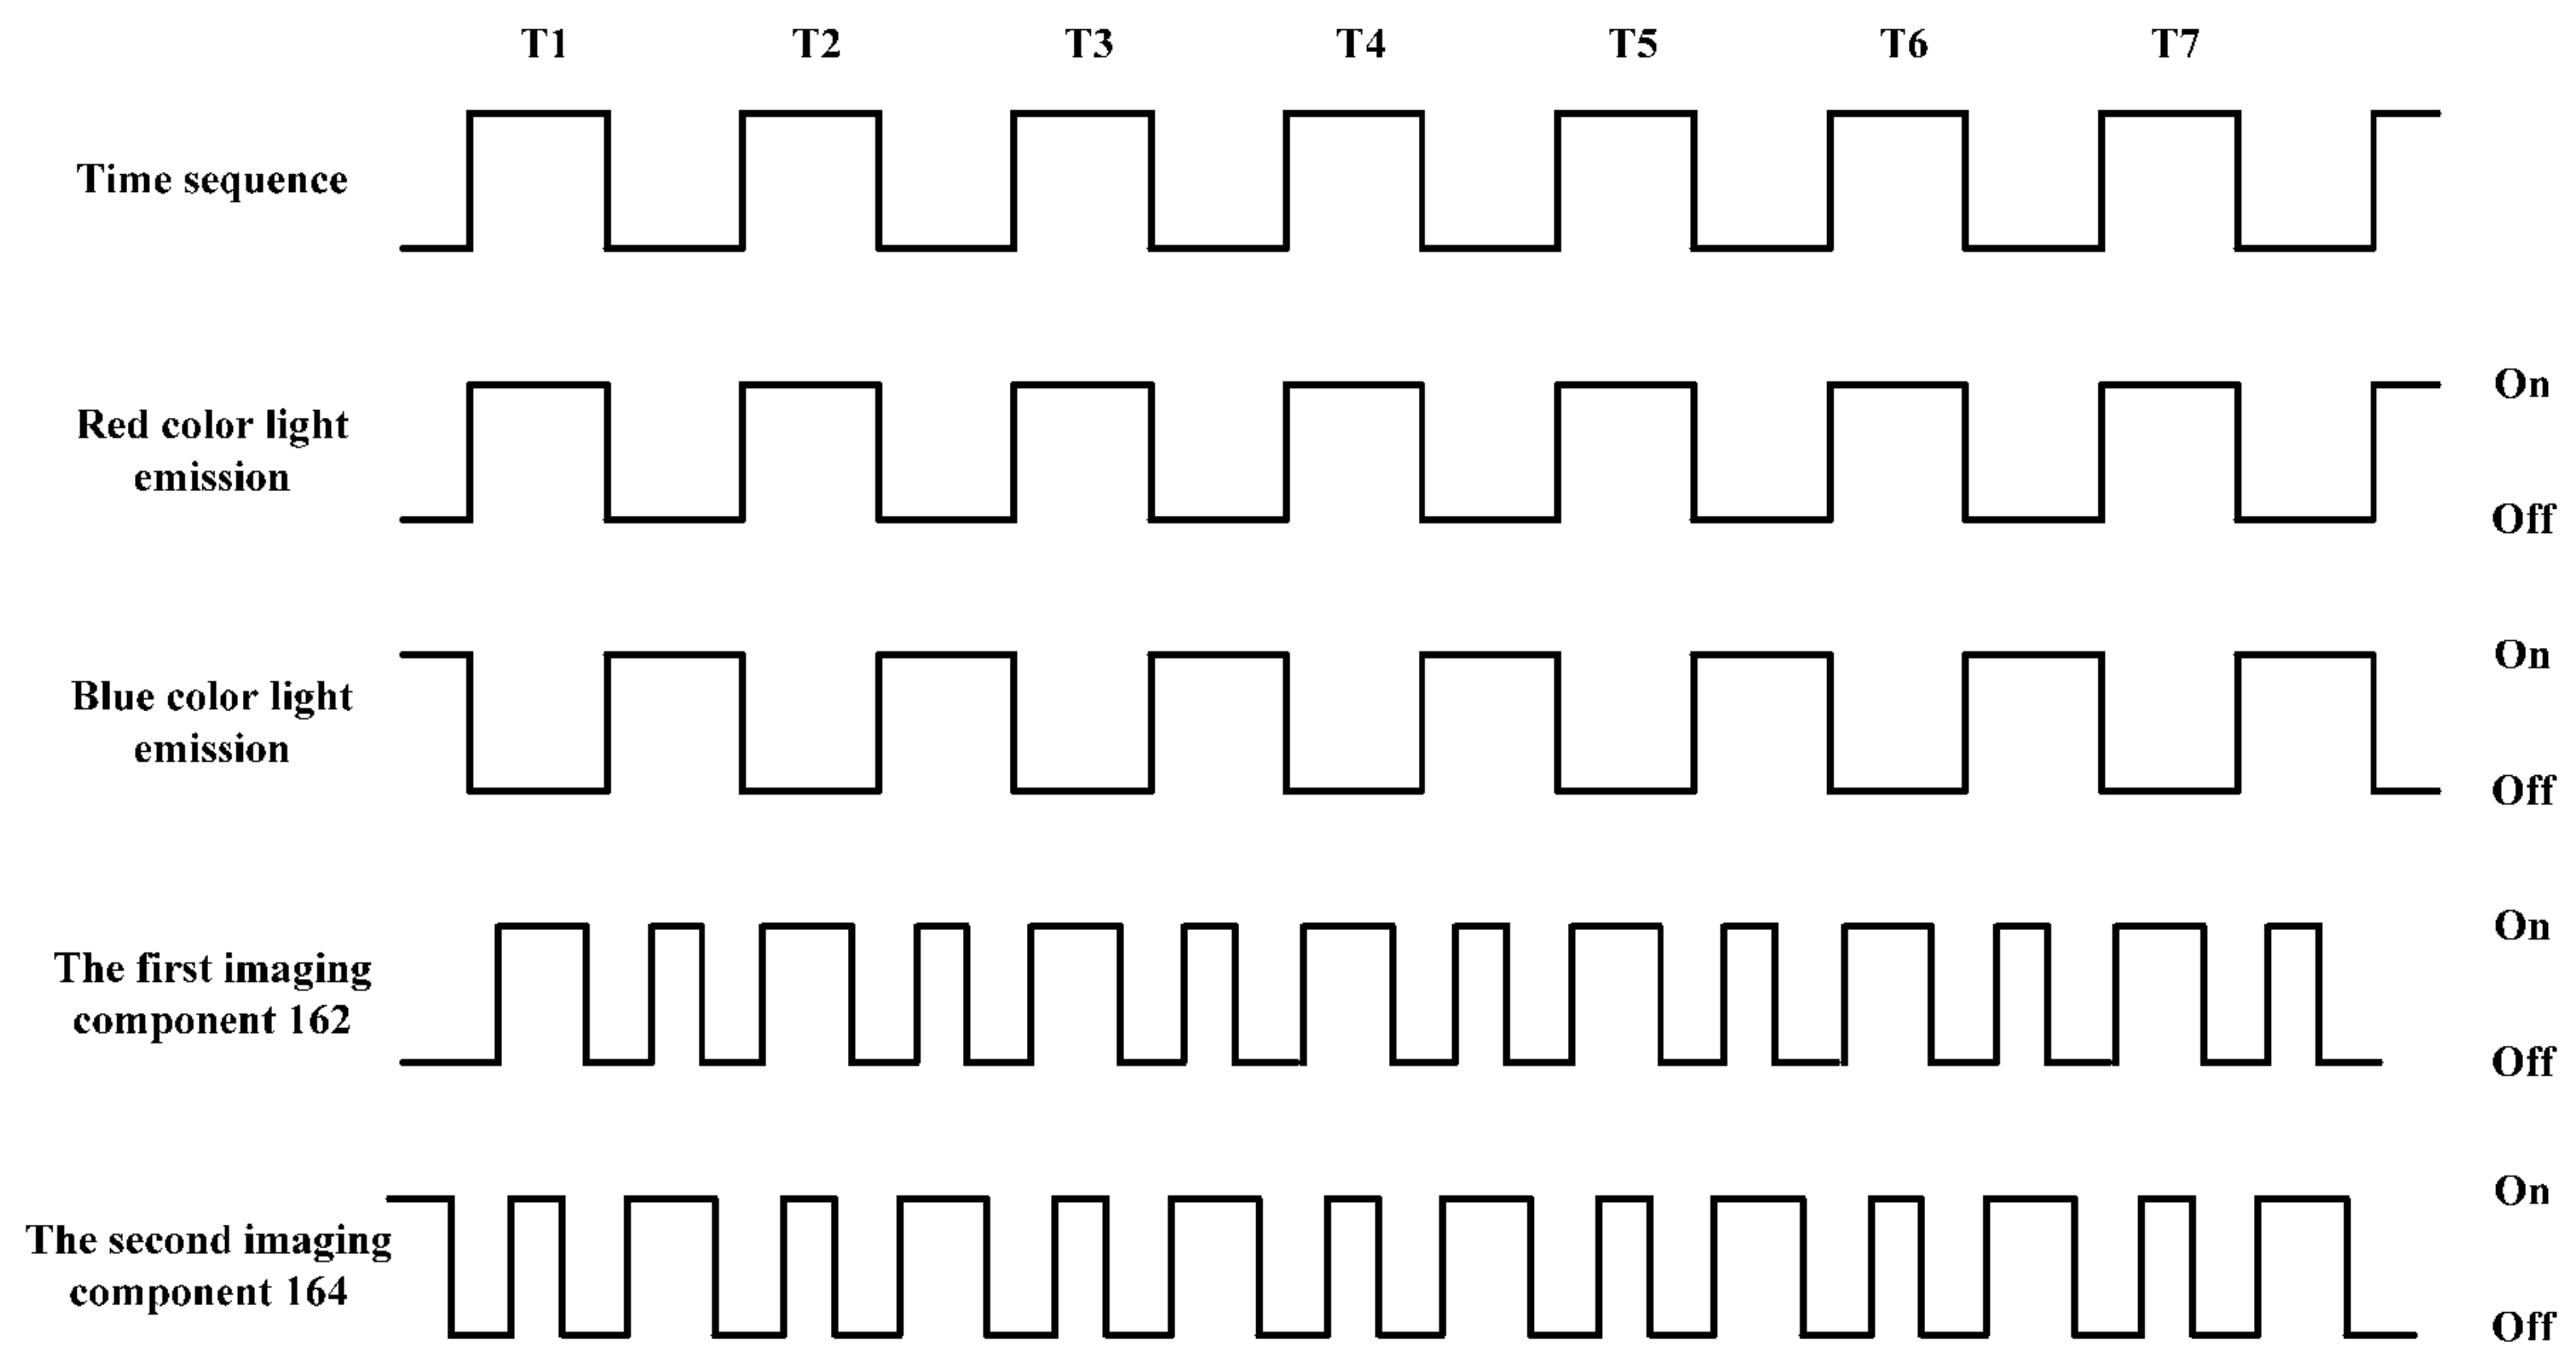 T1 T2 T3 T4 T5 T6 T7
Time sequence
On
Red color light
emission
Off
On
Blue color light
emission
Off
On
The first imaging
component 162
Off
On
The second imaging
component 164
Off